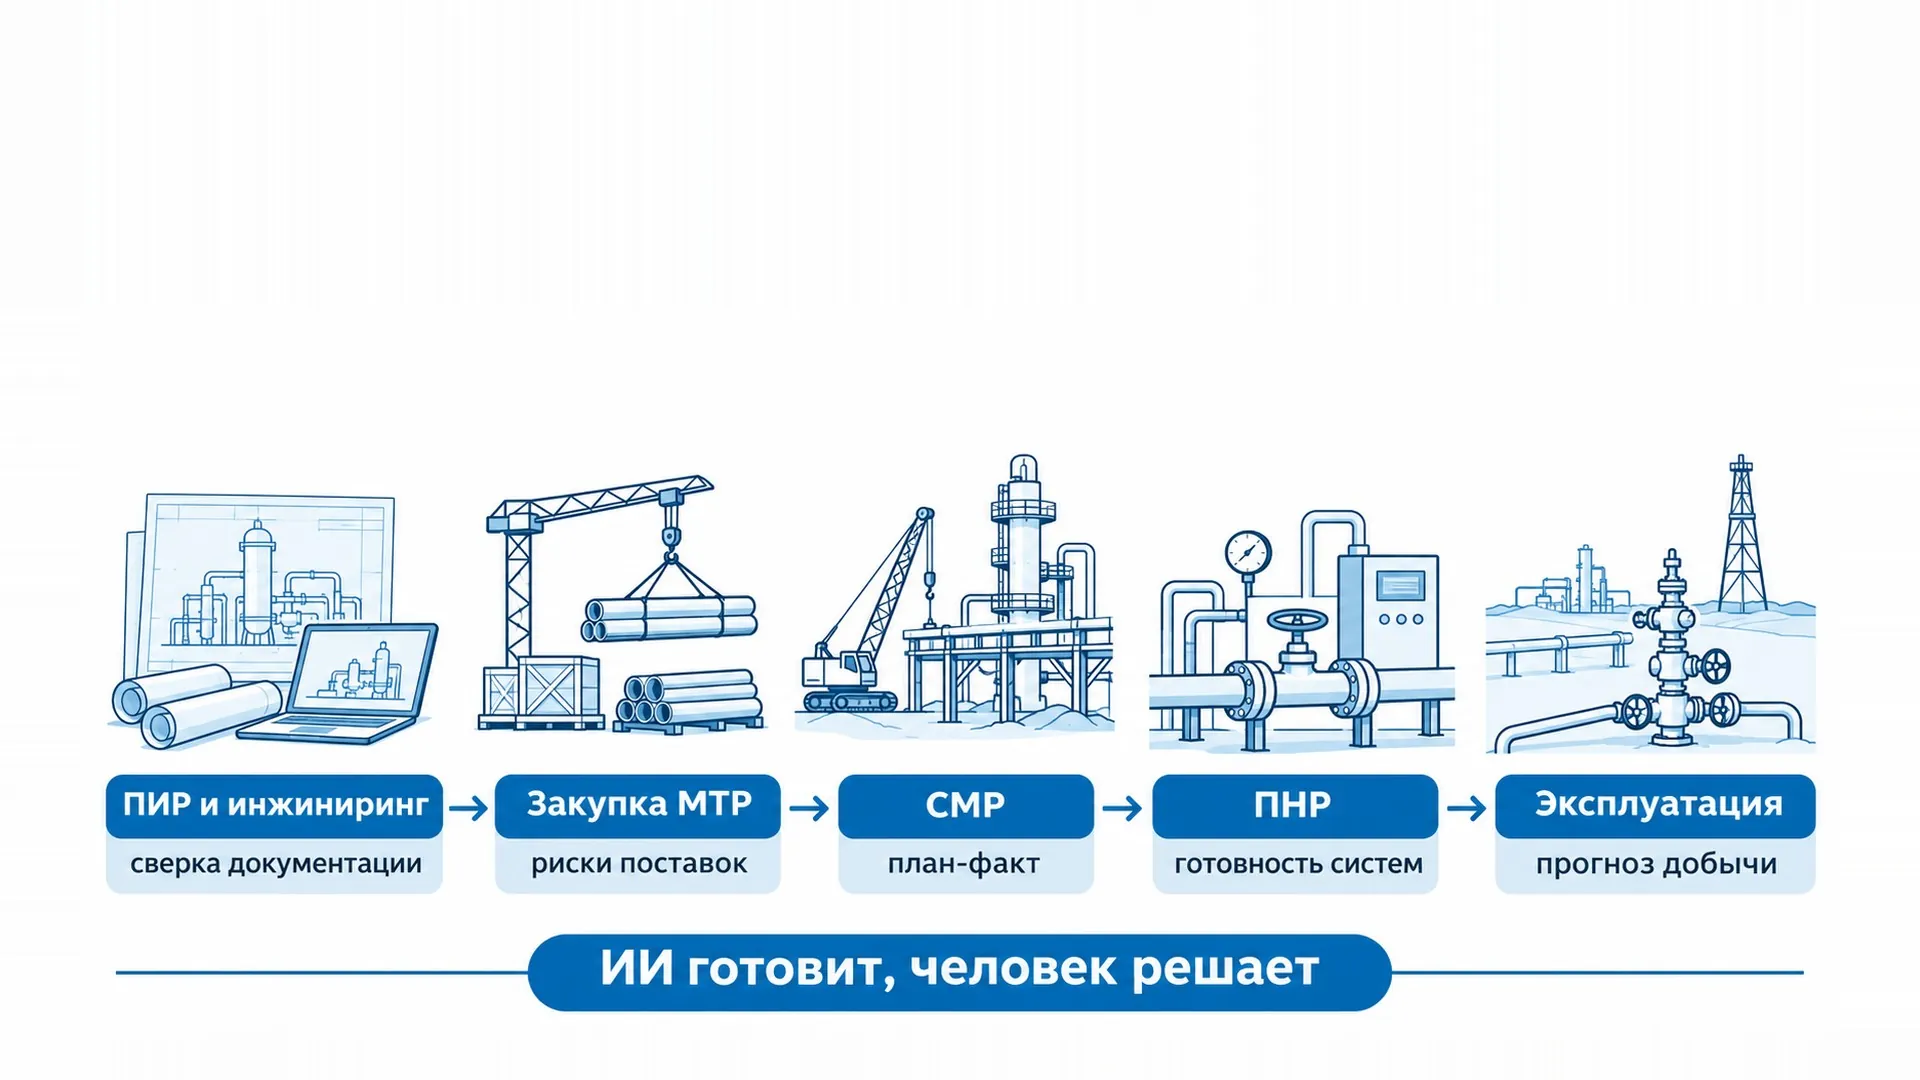 ПИР и инжиниринг
сверка документации
Закупка МТР
риски поставок
СМР
план-факт
ПНР
готовность систем
Эксплуатация
прогноз добычи
ИИ готовит, человек решает